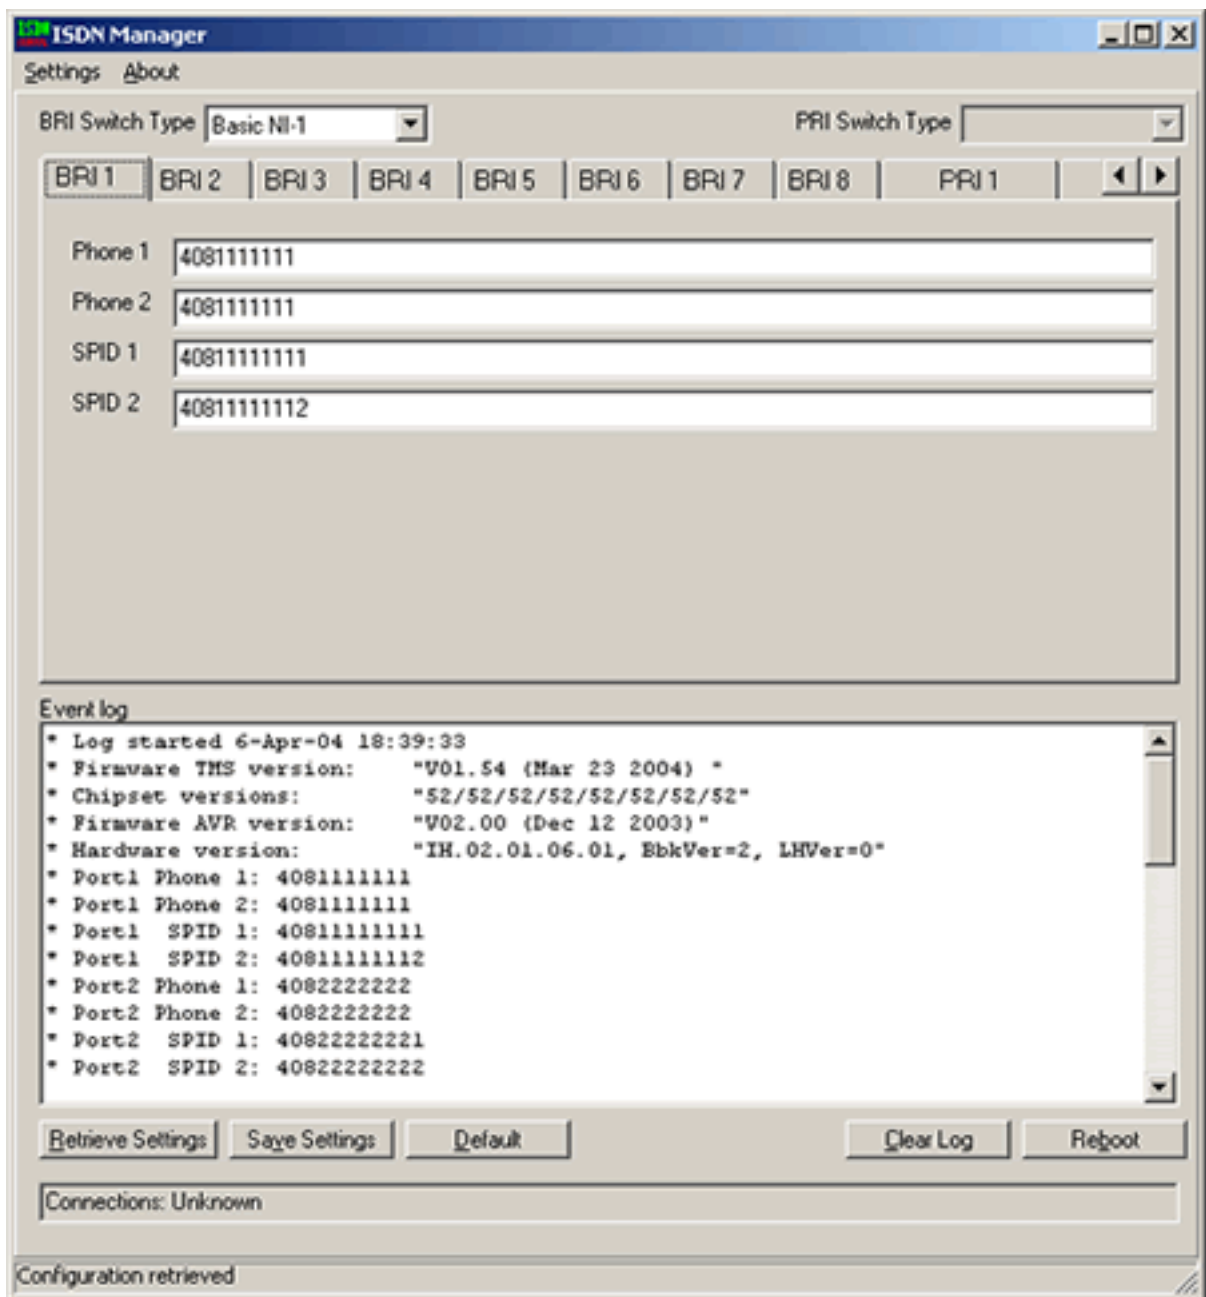 ISDN Manager
Settings About
BRI Switch Type Basic NI-1 PRI Switch Type
BRI 1 BRI 2 BRI 3 BRI 4 BRI 5 BRI 6 BRI 7 BRI 8 PRI 1
Phone 1 4081111111
Phone 2 4081111111
SPID 1 40811111111
SPID 2 40811111112
Event log
* Log started 6-Apr-04 18:39:33
* Firmware TMS version: "V01.54 (Mar 23 2004) "
* Chipset versions: "52/52/52/52/52/52/52/52"
* Firmware AVR version: "V02.00 (Dec 12 2003)"
* Hardware version: "IH.02.01.06.01, BbkVer=2, LHVer=0"
* Port1 Phone 1: 4081111111
* Port1 Phone 2: 4081111111
* Port1 SPID 1: 40811111111
* Port1 SPID 2: 40811111112
* Port2 Phone 1: 4082222222
* Port2 Phone 2: 4082222222
* Port2 SPID 1: 40822222221
* Port2 SPID 2: 40822222222
Retrieve Settings Save Settings Default Clear Log Reboot
Connections: Unknown
Configuration retrieved